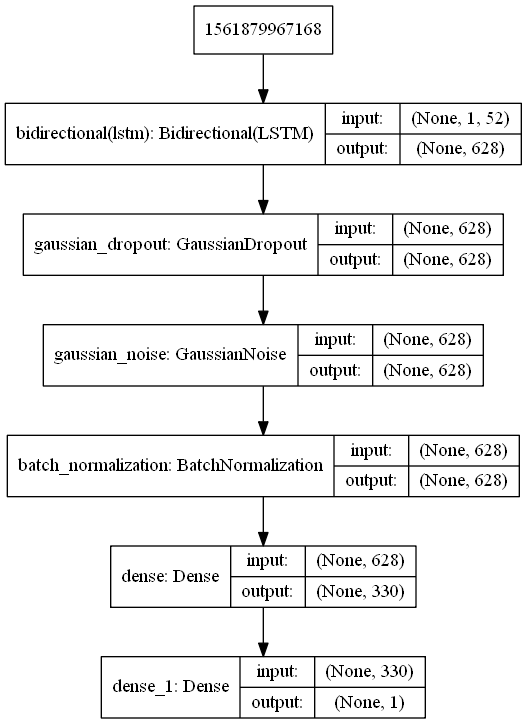 1561879967168
bidirectional(lstm): Bidirectional(LSTM)
input: (None, 1, 52)
output: (None, 628)
gaussian_dropout: GaussianDropout
input: (None, 628)
output: (None, 628)
gaussian_noise: GaussianNoise
input: (None, 628)
output: (None, 628)
batch_normalization: BatchNormalization
input: (None, 628)
output: (None, 628)
dense: Dense
input: (None, 628)
output: (None, 330)
dense_1: Dense
input: (None, 330)
output: (None, 1)